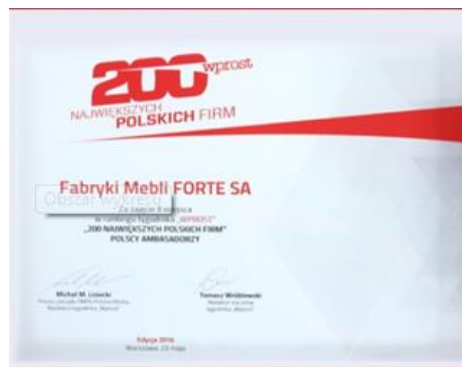 200 wprost
NAJWIĘKSZYCH
POLSKICH FIRM
Fabryki Mebli FORTE SA
Obszar wykresu
Za zajęcie 8 miejsca
w rankingu tygodnika „WPROST"
„200 NAJWIĘKSZYCH POLSKICH FIRM"
POLSCY AMBASADORZY
Michał M. Lisiecki
Tomasz Wróblewski
Edycja 2016
Warszawa, 23 maja